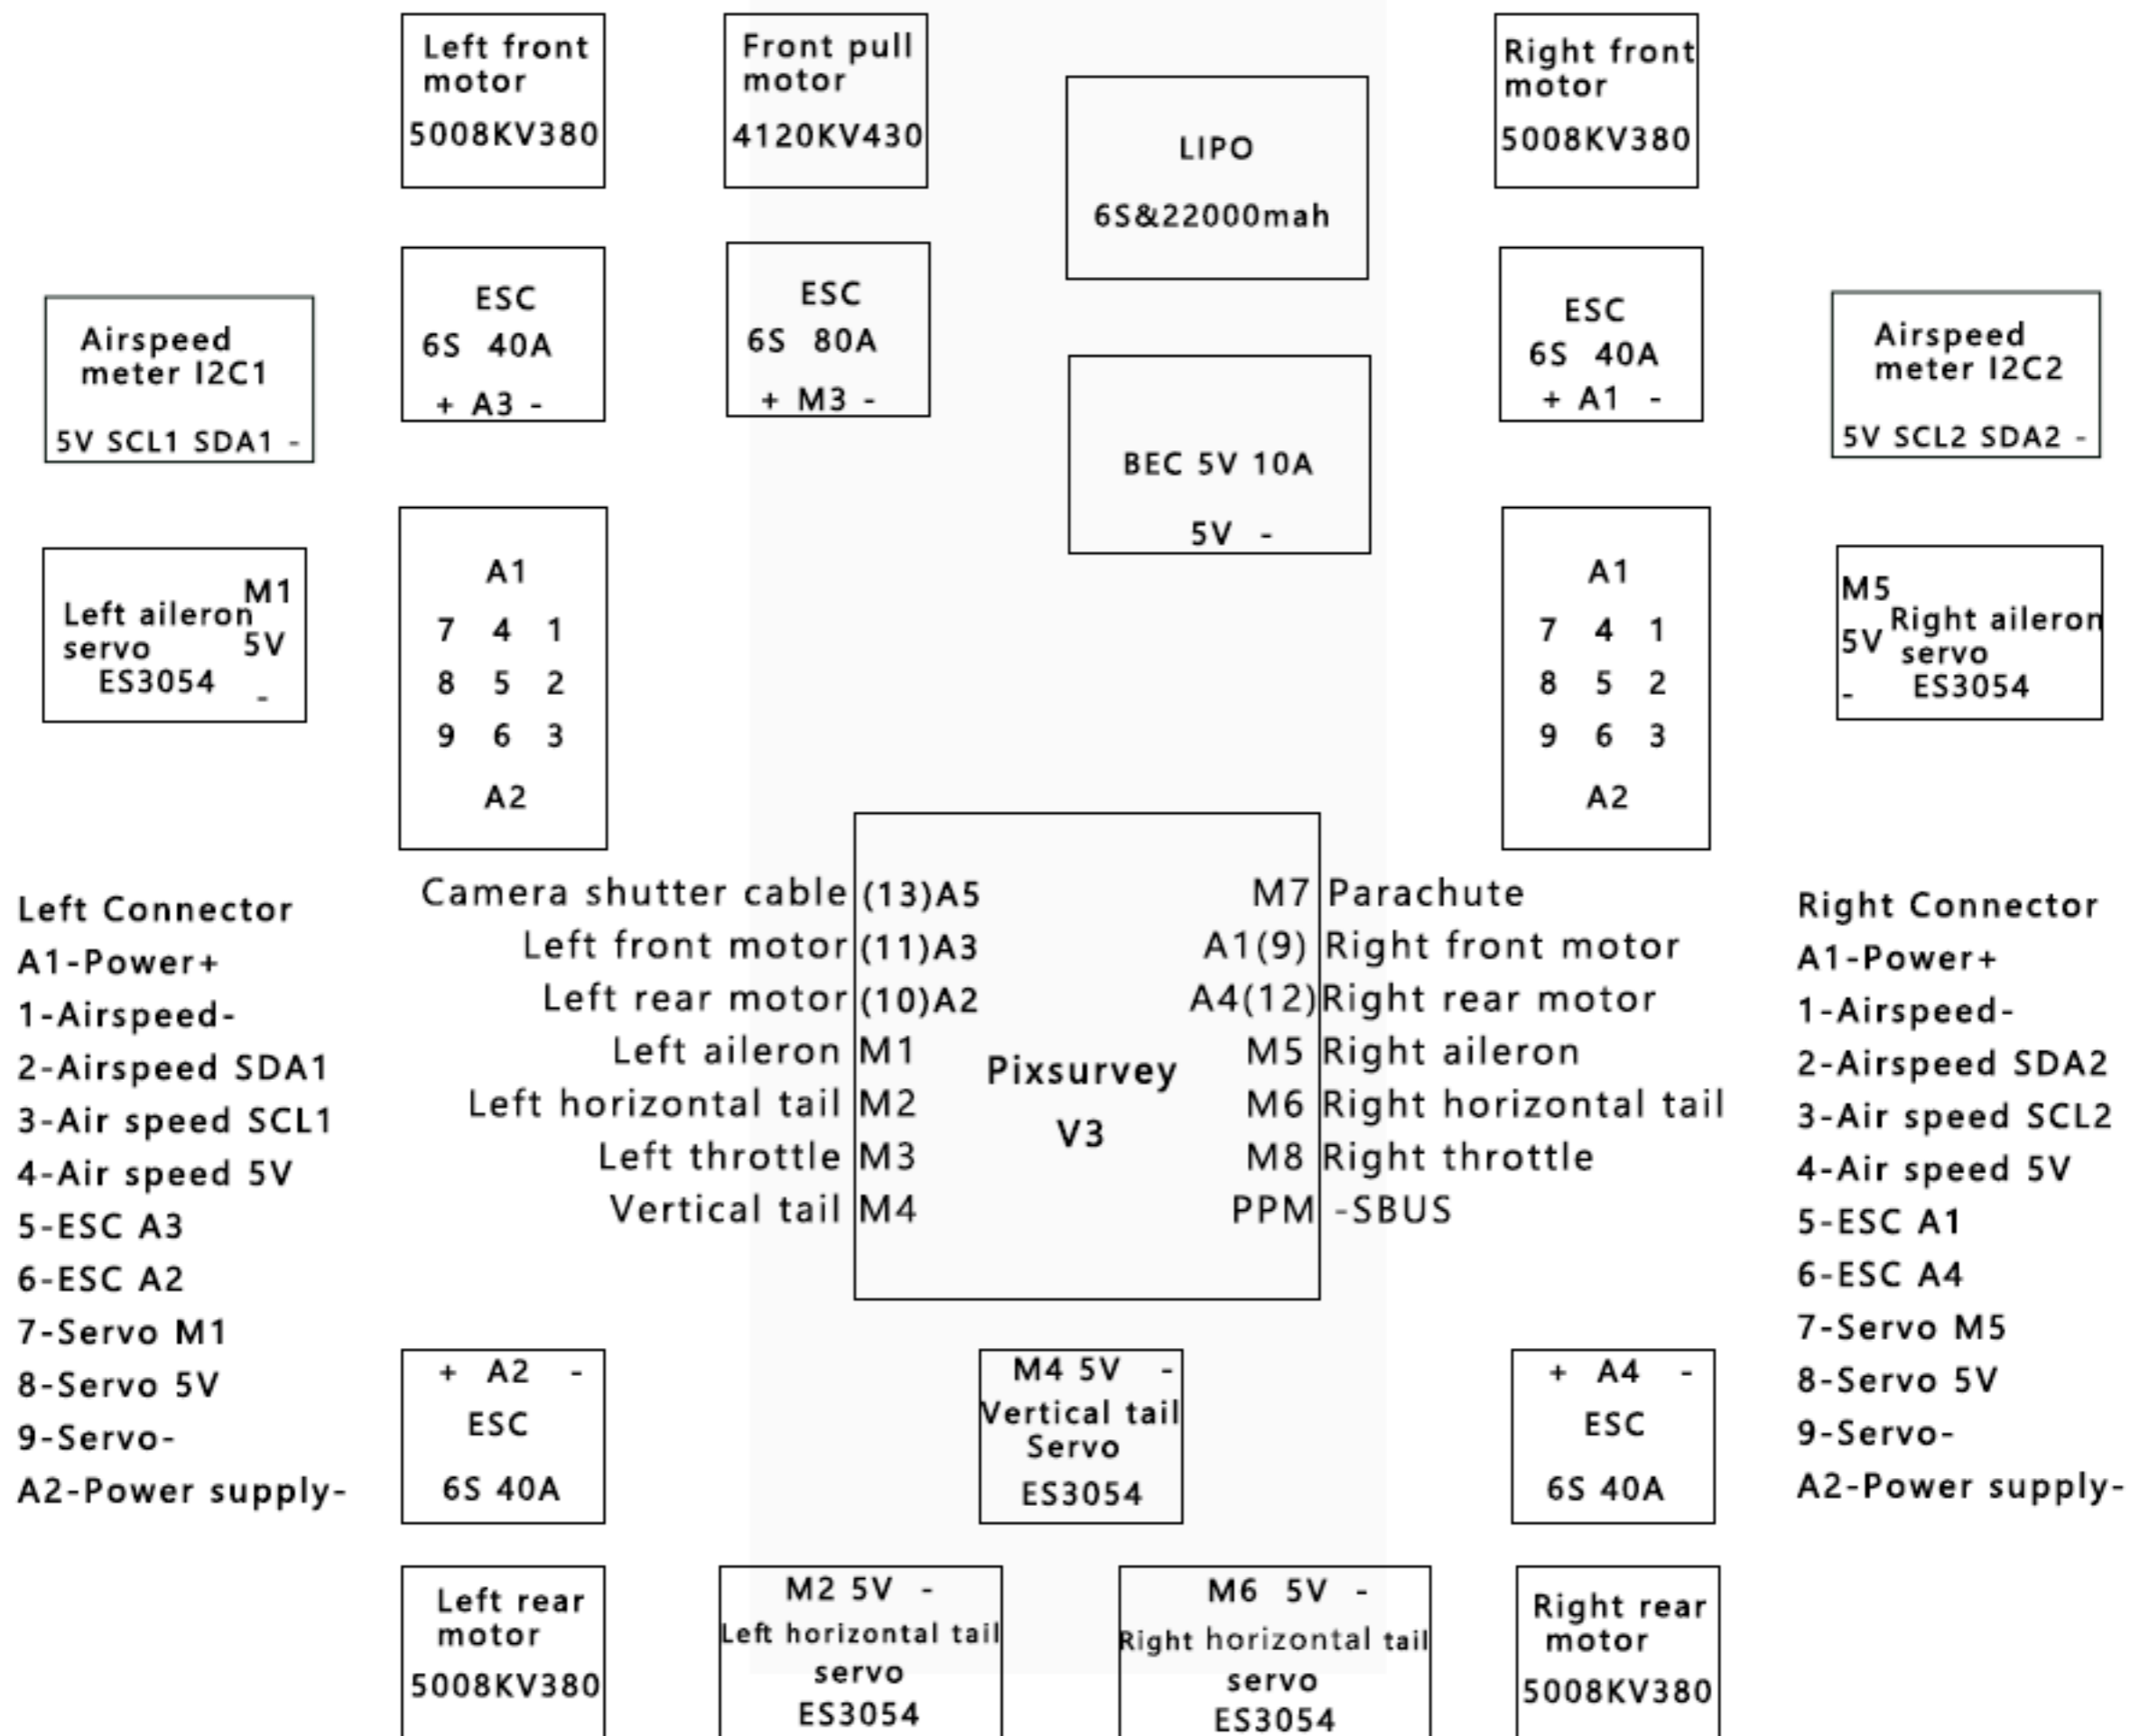 Left front
motor
5008KV380
Front pull
motor
4120KV430
LIPO
6S&22000mah
Right front
motor
5008KV380
Airspeed
meter I2C1
5V SCL1 SDA1 -
ESC
6S 40A
+ A3 -
ESC
6S 80A
+ M3 -
BEC 5V 10A
5V -
ESC
6S 40A
+ A1 -
Airspeed
meter I2C2
5V SCL2 SDA2 -
M1
Left aileron
servo 5V
ES3054
-
A1
7 4 1
8 5 2
9 6 3
A2
A1
7 4 1
8 5 2
9 6 3
A2
M5
Right aileron
5V servo
- ES3054
Left Connector
A1-Power+
1-Airspeed-
2-Airspeed SDA1
3-Air speed SCL1
4-Air speed 5V
5-ESC A3
6-ESC A2
7-Servo M1
8-Servo 5V
9-Servo-
A2-Power supply-
Camera shutter cable (13)A5
Left front motor (11)A3
Left rear motor (10)A2
Left aileron M1
Left horizontal tail M2
Left throttle M3
Vertical tail M4
Pixsurvey
V3
M7 Parachute
A1(9) Right front motor
A4(12) Right rear motor
M5 Right aileron
M6 Right horizontal tail
M8 Right throttle
PPM -SBUS
Right Connector
A1-Power+
1-Airspeed-
2-Airspeed SDA2
3-Air speed SCL2
4-Air speed 5V
5-ESC A1
6-ESC A4
7-Servo M5
8-Servo 5V
9-Servo-
A2-Power supply-
+ A2 -
ESC
6S 40A
M4 5V -
Vertical tail
Servo
ES3054
+ A4 -
ESC
6S 40A
Left rear
motor
5008KV380
M2 5V -
Left horizontal tail
servo
ES3054
M6 5V -
Right horizontal tail
servo
ES3054
Right rear
motor
5008KV380